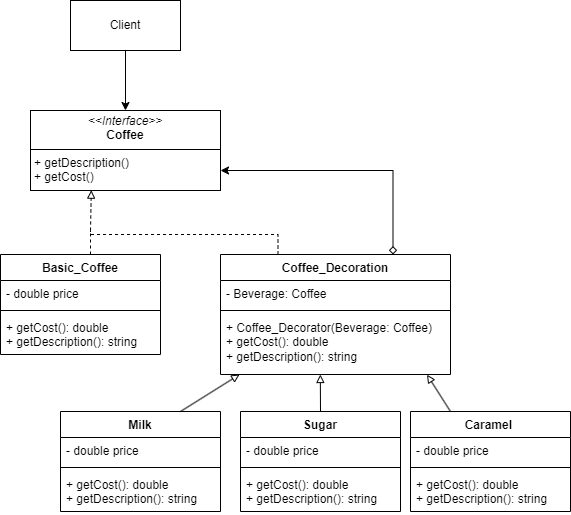 Client
<<Interface>>
Coffee
+ getDescription()
+ getCost()
Basic_Coffee
- double price
+ getCost(): double
+ getDescription(): string
Coffee_Decoration
- Beverage: Coffee
+ Coffee_Decorator(Beverage: Coffee)
+ getCost(): double
+ getDescription(): string
Milk
- double price
+ getCost(): double
+ getDescription(): string
Sugar
- double price
+ getCost(): double
+ getDescription(): string
Caramel
- double price
+ getCost(): double
+ getDescription(): string